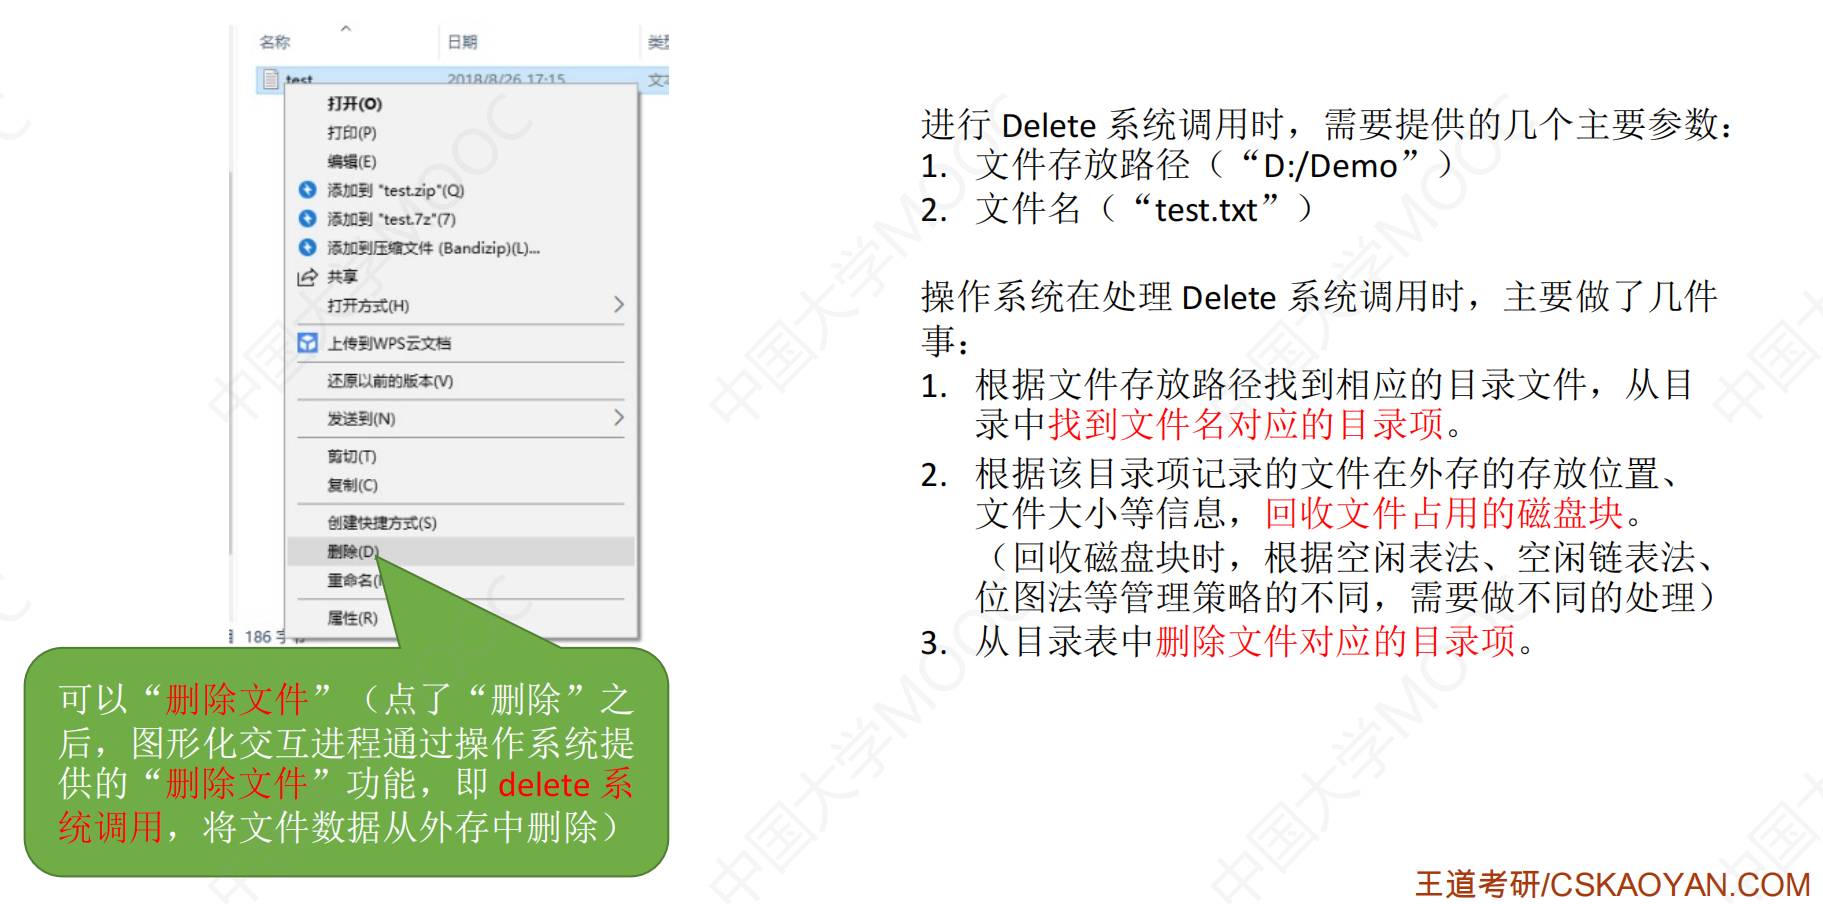 名称
日期
test
2018/8/26 17:15
打开(O)
打印(P)
编辑(E)
添加到 "test.zip"(Q)
添加到 "test.7z"(7)
添加到压缩文件 (Bandizip)(L)...
共享
打开方式(H)
上传到WPS云文档
还原以前的版本(V)
发送到(N)
剪切(T)
复制(C)
创建快捷方式(S)
删除(D)
重命名(
属性(R)
186 字
可以“删除文件”（点了“删除”之
后，图形化交互进程通过操作系统提
供的“删除文件”功能，即 delete 系
统调用，将文件数据从外存中删除）
进行 Delete 系统调用时，需要提供的几个主要参数：
1. 文件存放路径（“D:/Demo”）
2. 文件名（“test.txt”）
操作系统在处理 Delete 系统调用时，主要做了几件
事：
1. 根据文件存放路径找到相应的目录文件，从目
录中找到文件名对应的目录项。
2. 根据该目录项记录的文件在外存的存放位置、
文件大小等信息，回收文件占用的磁盘块。
（回收磁盘块时，根据空闲表法、空闲链表法、
位图法等管理策略的不同，需要做不同的处理）
3. 从目录表中删除文件对应的目录项。
王道考研/CSKAOYAN.COM
中国大学MOOC